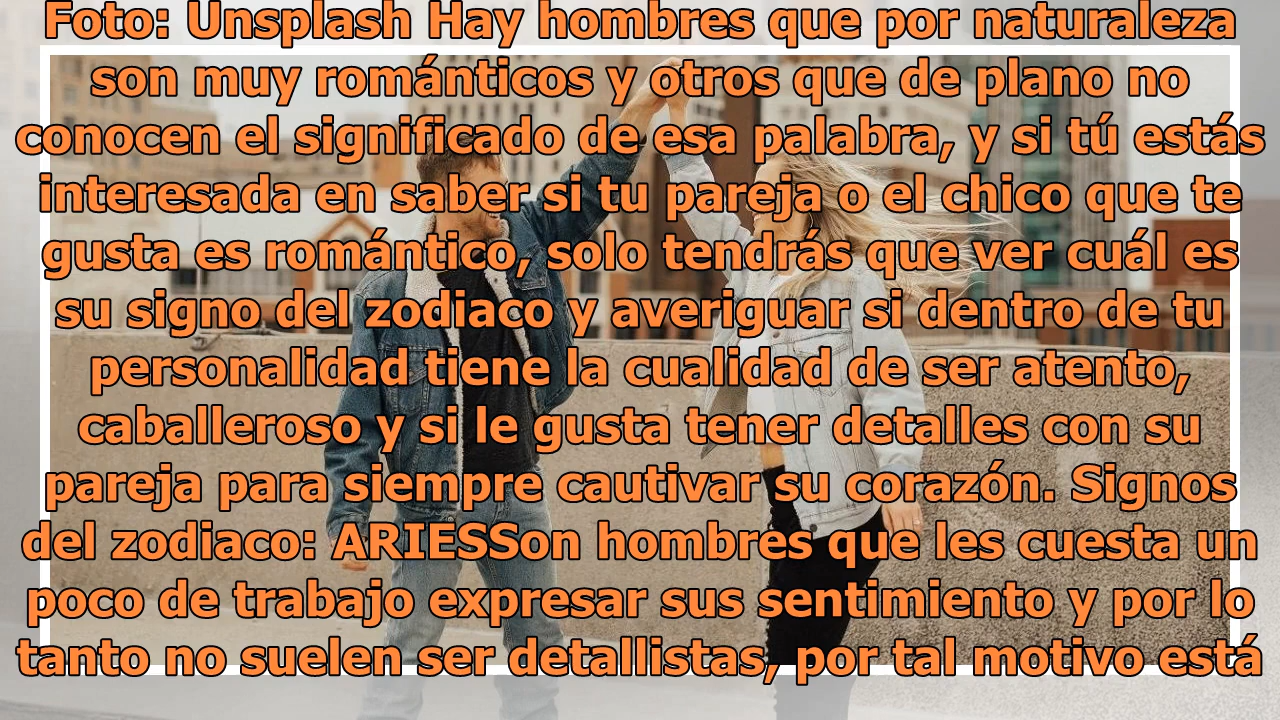 Foto: Unsplash Hay hombres que por naturaleza
son muy románticos y otros que de plano no
conocen el significado de esa palabra, y si tú estás
interesada en saber si tu pareja o el chico que te
gusta es romántico, solo tendrás que ver cuál es
su signo del zodiaco y averiguar si dentro de tu
personalidad tiene la cualidad de ser atento,
caballeroso y si le gusta tener detalles con su
pareja para siempre cautivar su corazón. Signos
del zodiaco: ARIESSon hombres que les cuesta un
poco de trabajo expresar sus sentimiento y por lo
tanto no suelen ser detallistas, por tal motivo está